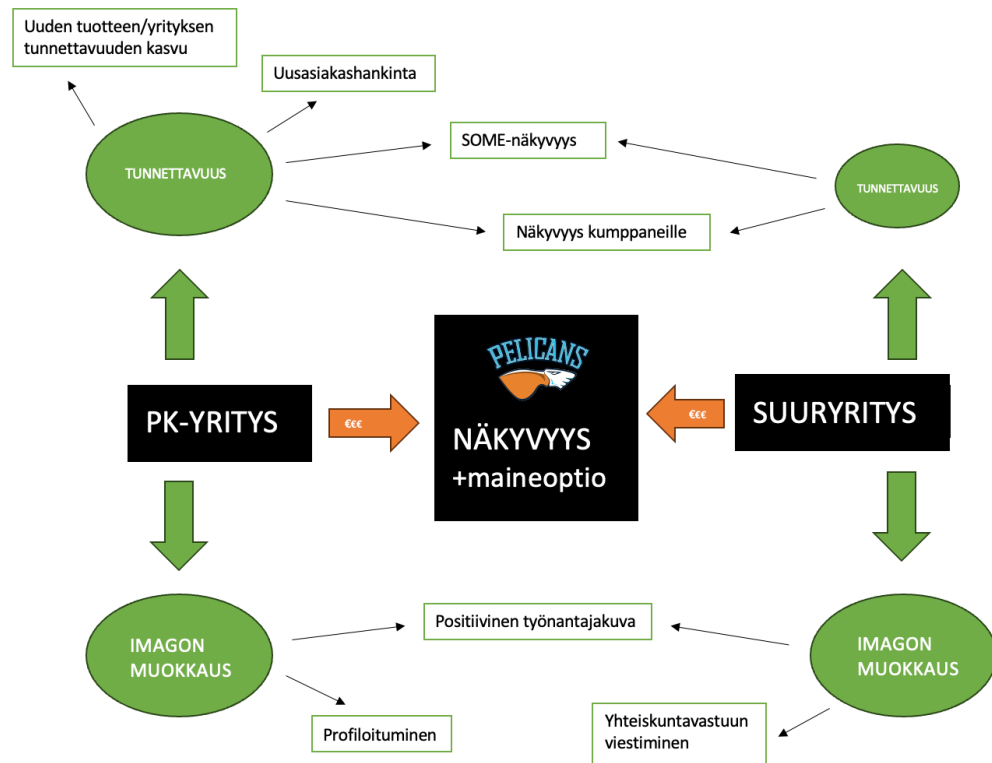 Uuden tuotteen/yrityksen
tunnettavuuden kasvu
Uusasiakashankinta
SOME-näkyvyys
TUNNETTAVUUS
TUNNETTAVUUS
Näkyvyys kumppaneille
PELICANS
PK-YRITYS
€€€
NÄKYVYYS
+maineoptio
€€€
SUURYRITYS
IMAGON
MUOKKAUS
Positiivinen työnantajakuva
IMAGON
MUOKKAUS
Profiloituminen
Yhteiskuntavastuun
viestiminen